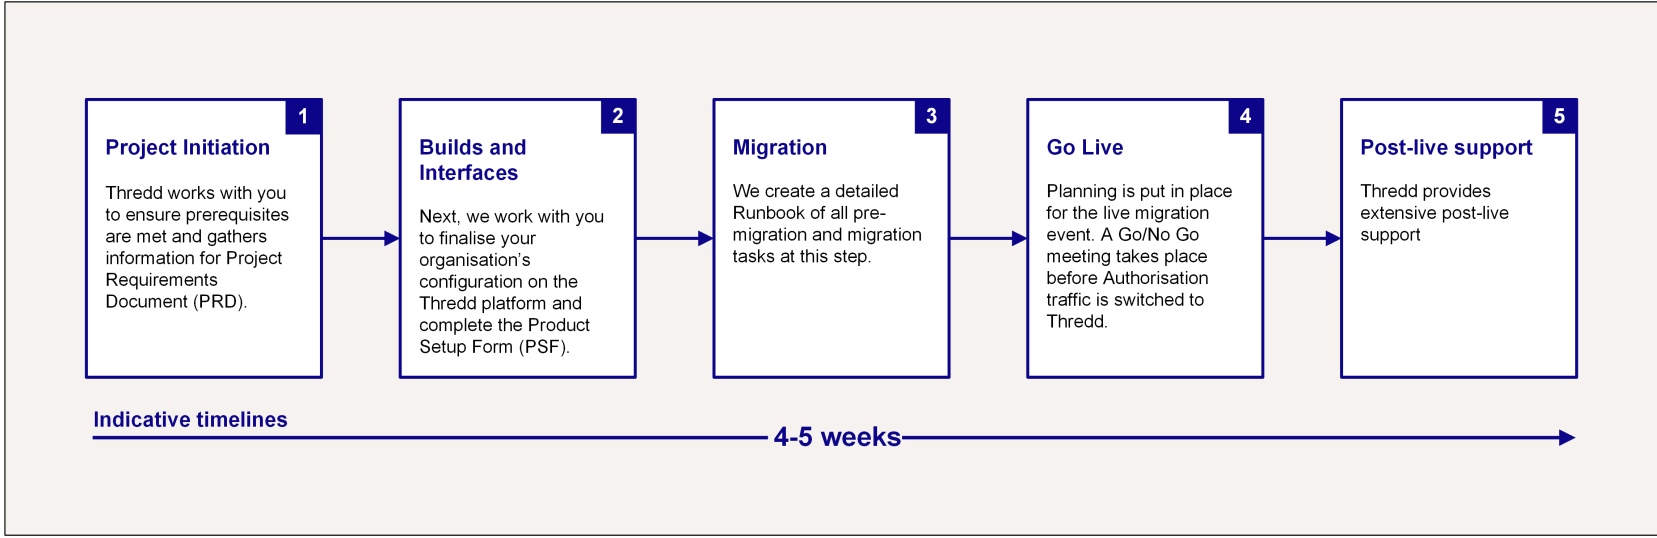 1
Project Initiation
Thredd works with you
to ensure prerequisites
are met and gathers
information for Project
Requirements
Document (PRD).
2
Builds and
Interfaces
Next, we work with you
to finalise your
organisation's
configuration on the
Thredd platform and
complete the Product
Setup Form (PSF).
3
Migration
We create a detailed
Runbook of all pre-
migration and migration
tasks at this step.
4
Go Live
Planning is put in place
for the live migration
event. A Go/No Go
meeting takes place
before Authorisation
traffic is switched to
Thredd.
5
Post-live support
Thredd provides
extensive post-live
support
Indicative timelines
4-5 weeks